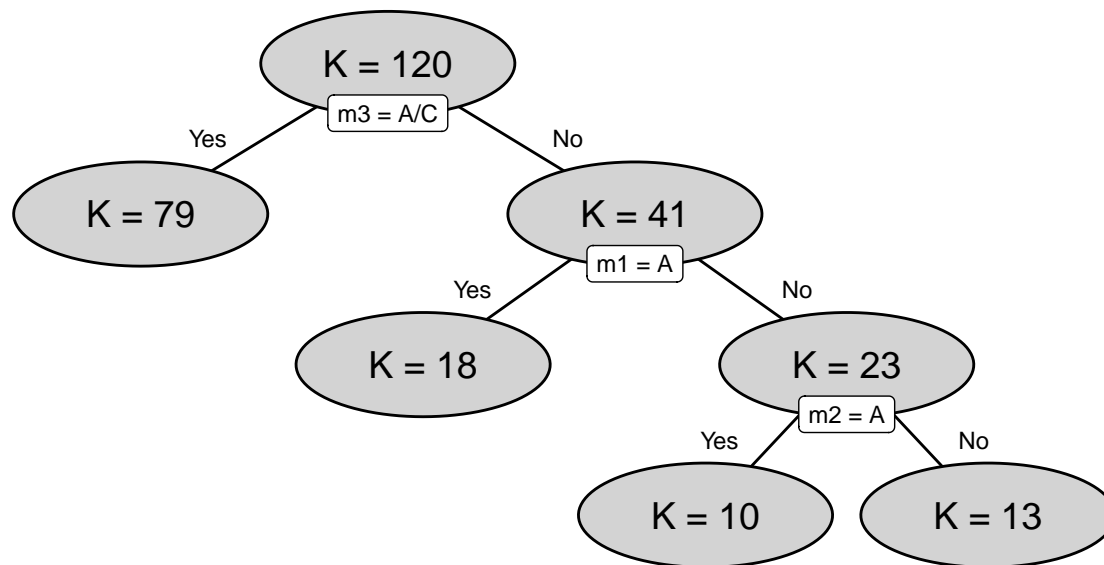 K = 120
m3 = A/C
Yes
No
K = 79
K = 41
m1 = A
Yes
No
K = 18
K = 23
m2 = A
Yes
No
K = 10
K = 13